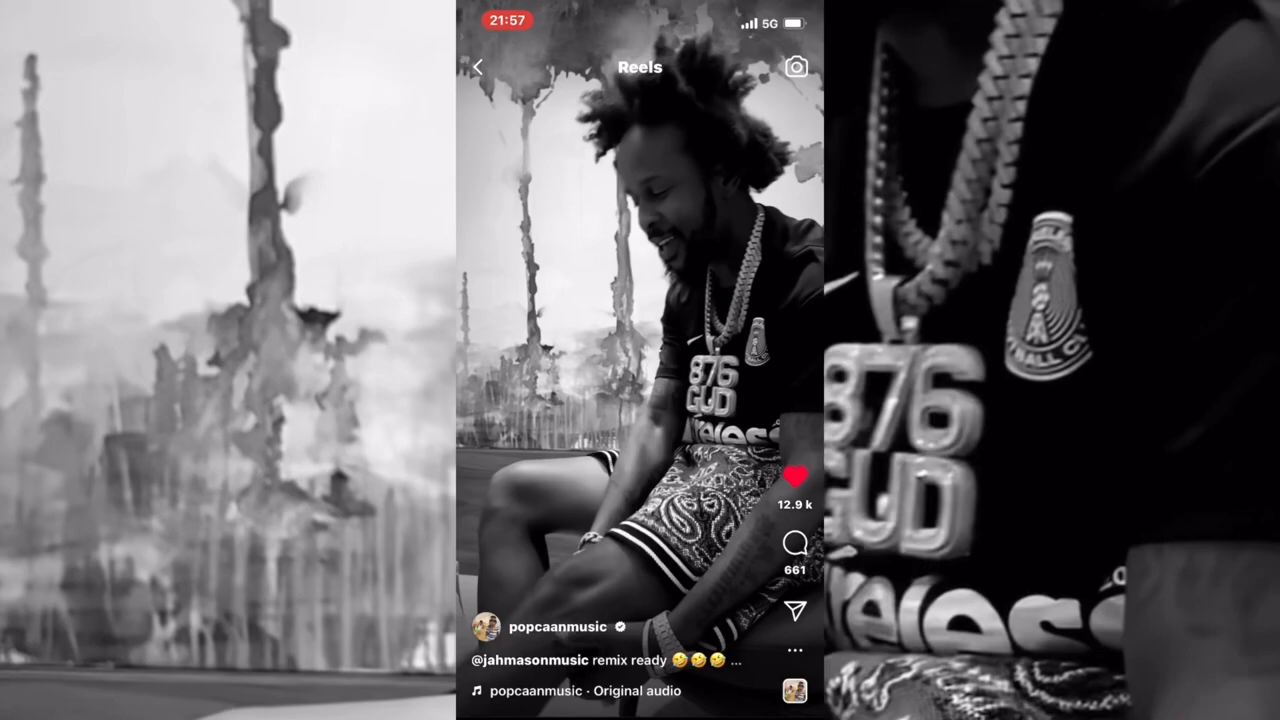 21:57
5G
Reels
876
GUD
12.9 k
661
popcaanmusic
@jahmasonmusic remix ready 🤣🤣🤣 ...
popcaanmusic · Original audio
876
GUD